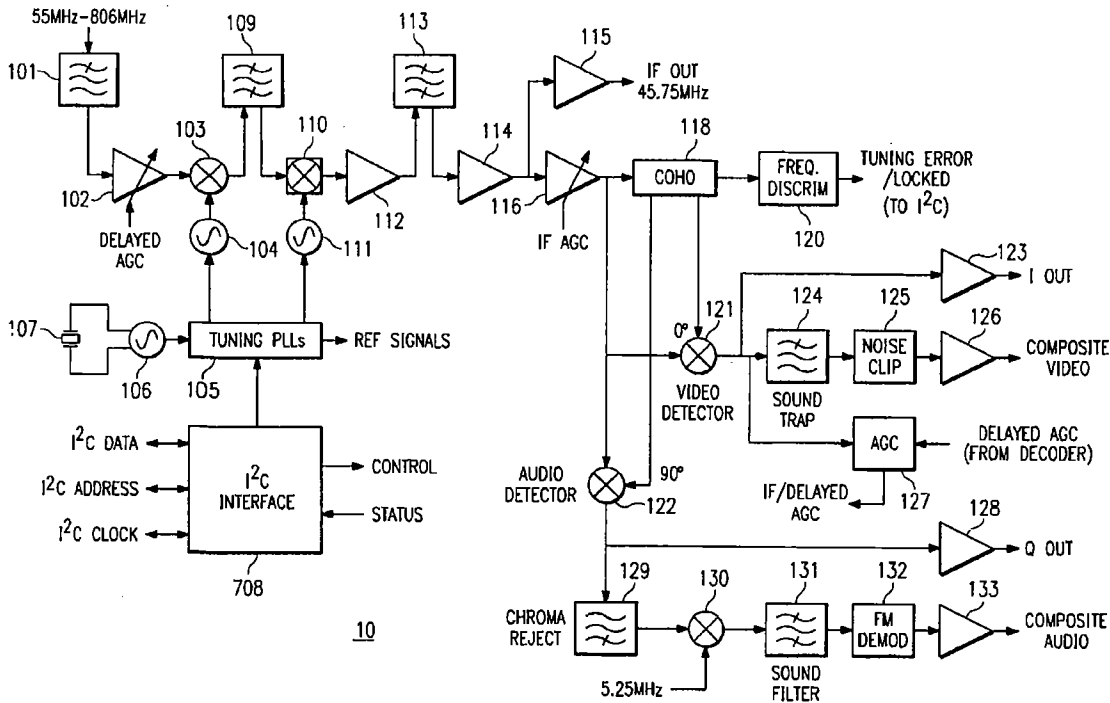 55MHz–806MHz
101
109
113
115
IF OUT
45.75MHz
103
110
114
118
COHO
FREQ.
DISCRIM
TUNING ERROR
/LOCKED
(TO I²C)
102
112
116
120
DELAYED
AGC
104
111
IF AGC
123
I OUT
107
106
TUNING PLLs
105
REF SIGNALS
0°
121
VIDEO
DETECTOR
124
SOUND
TRAP
125
NOISE
CLIP
126
COMPOSITE
VIDEO
I²C DATA
I²C ADDRESS
I²C CLOCK
I²C
INTERFACE
708
CONTROL
STATUS
AUDIO
DETECTOR
90°
122
AGC
127
DELAYED AGC
(FROM DECODER)
IF/DELAYED
AGC
128
Q OUT
129
CHROMA
REJECT
130
5.25MHz
131
SOUND
FILTER
132
FM
DEMOD
133
COMPOSITE
AUDIO
10